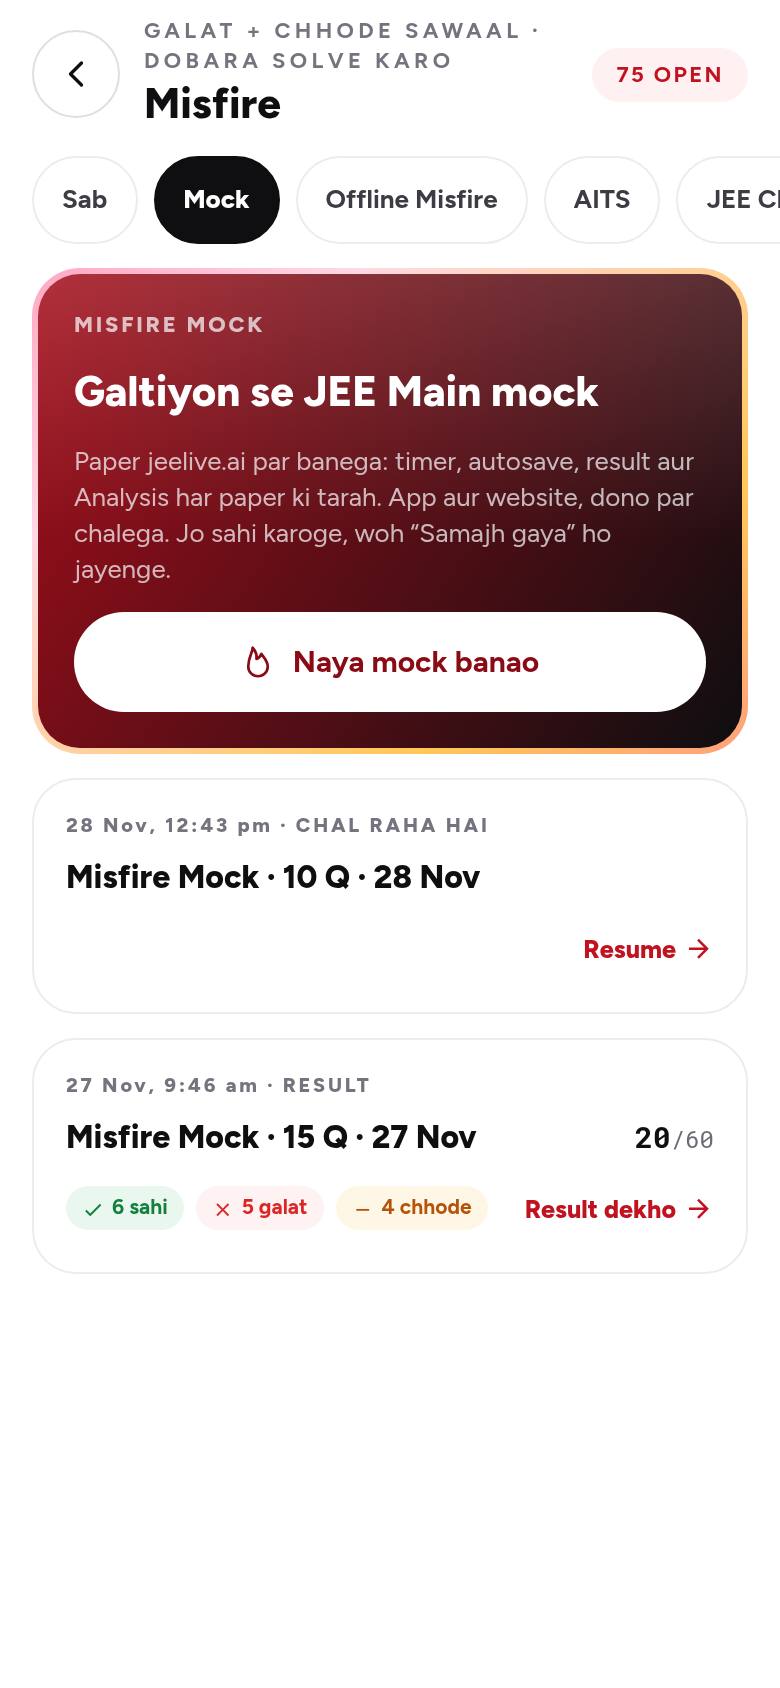 GALAT + CHHODE SAWAAL ·
DOBARA SOLVE KARO
Misfire
75 OPEN
Sab
Mock
Offline Misfire
AITS
JEE
MISFIRE MOCK
Galtiyon se JEE Main mock
Paper jeelive.ai par banega: timer, autosave, result aur
Analysis har paper ki tarah. App aur website, dono par
chalega. Jo sahi karoge, woh “Samajh gaya” ho
jayenge.
Naya mock banao
28 Nov, 12:43 pm · CHAL RAHA HAI
Misfire Mock · 10 Q · 28 Nov
Resume →
27 Nov, 9:46 am · RESULT
Misfire Mock · 15 Q · 27 Nov
20/60
✓ 6 sahi
× 5 galat
– 4 chhode
Result dekho →